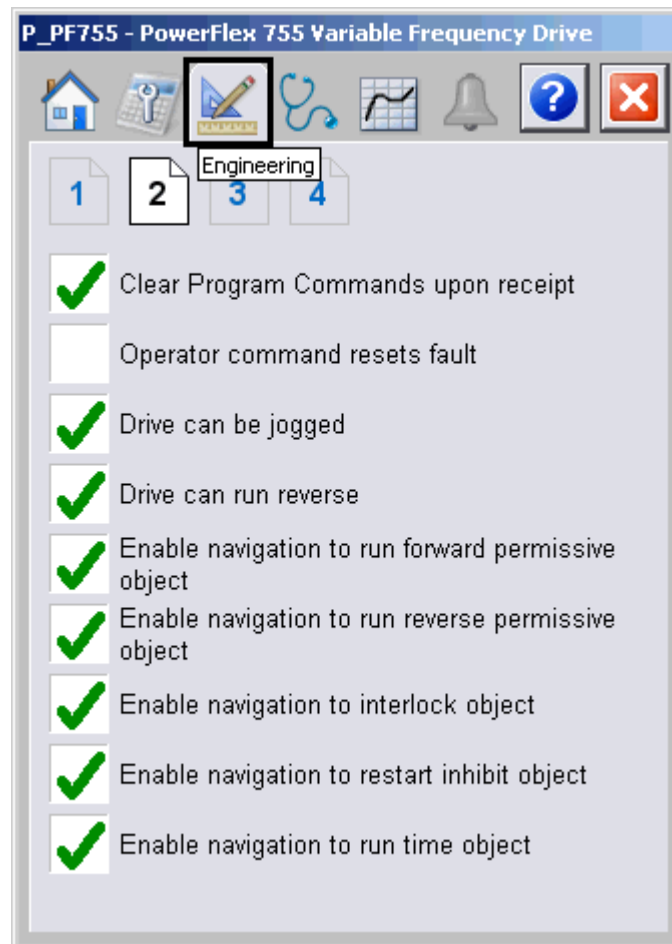 P_PF755 - PowerFlex 755 Variable Frequency Drive
?
Engineering
1 2 3 4
Clear Program Commands upon receipt
Operator command resets fault
Drive can be jogged
Drive can run reverse
Enable navigation to run forward permissive
object
Enable navigation to run reverse permissive
object
Enable navigation to interlock object
Enable navigation to restart inhibit object
Enable navigation to run time object